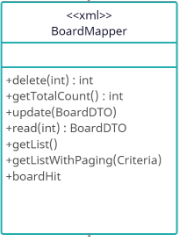 <<xml>>
BoardMapper
+delete(int) : int
+getTotalCount() : int
+update(BoardDTO)
+read(int) : BoardDTO
+getList()
+getListWithPaging(Criteria)
+boardHit